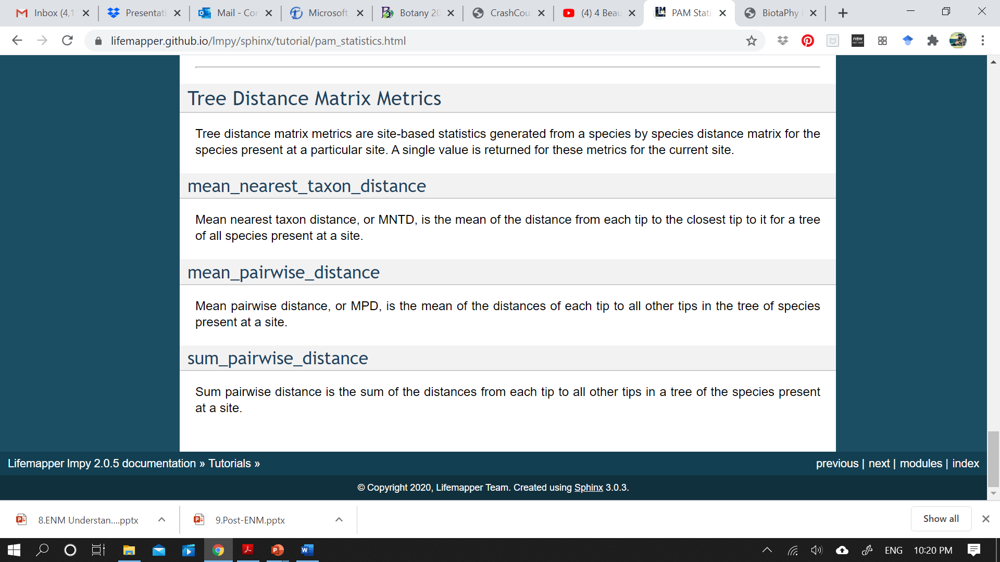 Inbox (4,1
Presentati
Mail - Cor
Microsoft
Botany 20
CrashCou
(4) 4 Beau
PAM Stati
BiotaPhy
lifemapper.github.io/lmpy/sphinx/tutorial/pam_statistics.html
Tree Distance Matrix Metrics
Tree distance matrix metrics are site-based statistics generated from a species by species distance matrix for the
species present at a particular site. A single value is returned for these metrics for the current site.
mean_nearest_taxon_distance
Mean nearest taxon distance, or MNTD, is the mean of the distance from each tip to the closest tip to it for a tree
of all species present at a site.
mean_pairwise_distance
Mean pairwise distance, or MPD, is the mean of the distances of each tip to all other tips in the tree of species
present at a site.
sum_pairwise_distance
Sum pairwise distance is the sum of the distances from each tip to all other tips in a tree of the species present
at a site.
Lifemapper lmpy 2.0.5 documentation » Tutorials »
previous | next | modules | index
© Copyright 2020, Lifemapper Team. Created using Sphinx 3.0.3.
8.ENM Understan....pptx
9.Post-ENM.pptx
Show all
ENG
10:20 PM